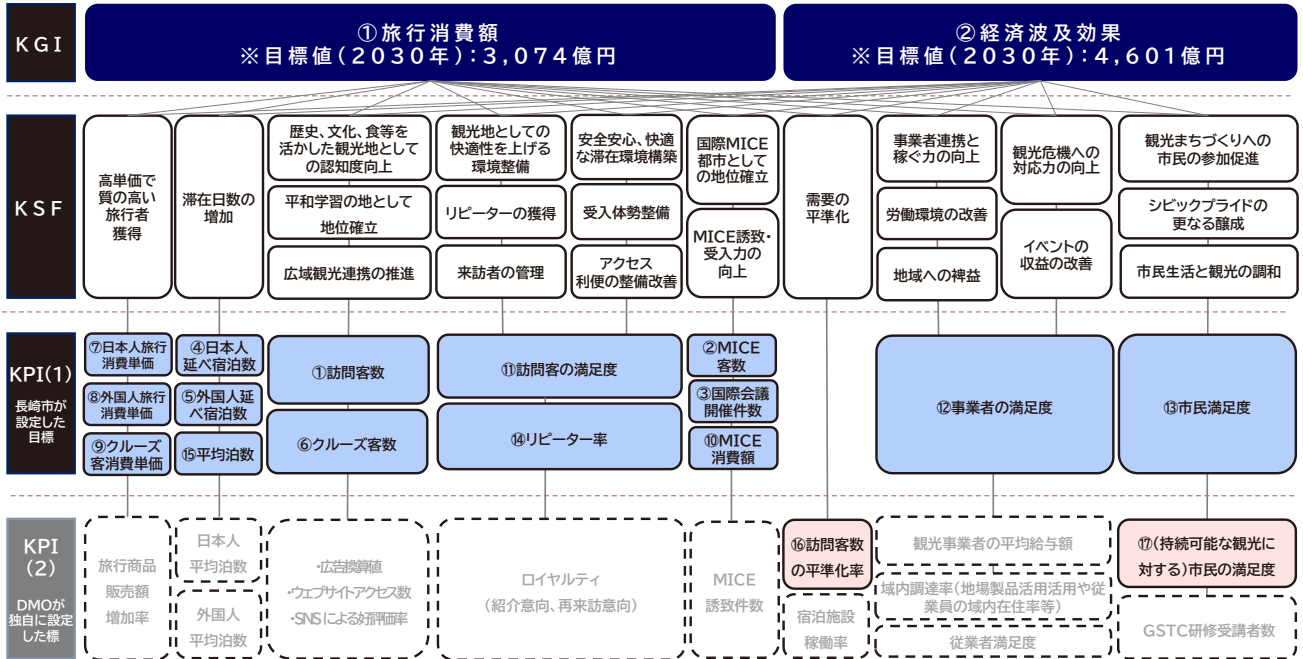 KGI
①旅行消費額
※目標値(2030年):3,074億円
②経済波及効果
※目標値(2030年):4,601億円
KSF
高単価で
質の高い
旅行者
獲得
滞在日数の
増加
歴史、文化、食等を
活かした観光地として
の認知度向上
平和学習の地として
地位確立
広域観光連携の推進
観光地としての
快適性を上げる
環境整備
リピーターの獲得
来訪者の管理
安全安心、快適
な滞在環境構築
受入体勢整備
アクセス
利便の整備改善
国際MICE
都市として
の地位確立
MICE誘致・
受入力の
向上
需要の
平準化
事業者連携と
稼ぐ力の向上
労働環境の改善
地域への裨益
観光危機への
対応力の向上
イベントの
収益の改善
観光まちづくりへの
市民の参加促進
シビックプライドの
更なる醸成
市民生活と観光の調和
KPI(1)
長崎市が
設定した
目標
⑦日本人旅行
消費単価
⑧外国人旅行
消費単価
⑨クルーズ
客消費単価
④日本人
延べ宿泊数
⑤外国人延
べ宿泊数
⑮平均泊数
①訪問客数
⑥クルーズ客数
⑪訪問客の満足度
⑭リピーター率
②MICE
客数
③国際会議
開催件数
⑩MICE
消費額
⑫事業者の満足度
⑬市民満足度
KPI
(2)
DMOが
独自に設定
した標
旅行商品
販売額
増加率
日本人
平均泊数
外国人
平均泊数
・広告換算値
・ウェブサイトアクセス数
・SNSによる好評価率
ロイヤルティ
(紹介意向、再来訪意向)
MICE
誘致件数
⑯訪問客数
の平準化率
宿泊施設
稼働率
観光事業者の平均給与額
域内調達率(地場製品活用活用や従
業員の域内在住率等)
従業者満足度
⑰(持続可能な観光に
対する)市民の満足度
GSTC研修受講者数